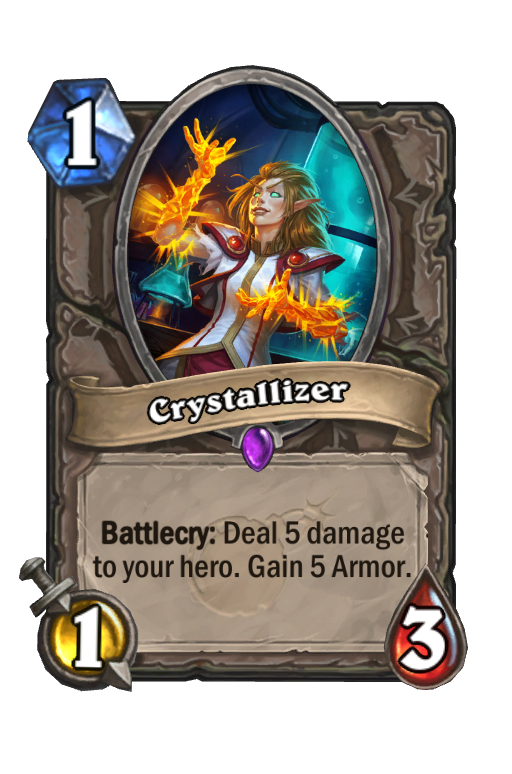 1
Crystallizer
Battlecry: Deal 5 damage
to your hero. Gain 5 Armor.
1
3